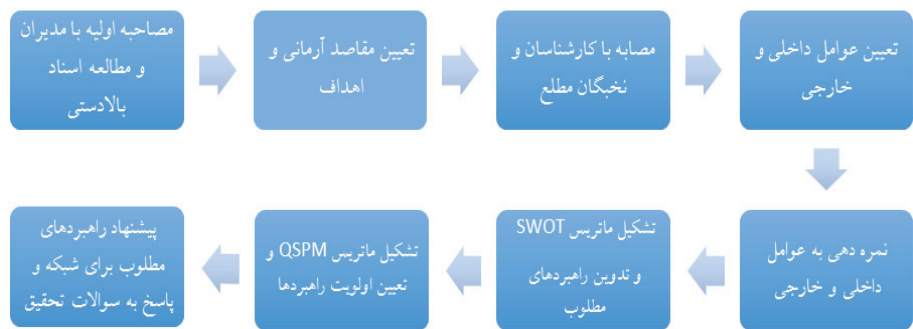 مصاحبه اولیه با مدیران
و مطالعه اسناد
بالادستی
تعیین مقاصد آرمانی و
اهداف
مصابه با کارشناسان و
نخبگان مطلع
تعیین عوامل داخلی و
خارجی
نمره دهی به عوامل
داخلی و خارجی
تشکیل ماتریس SWOT
و تدوین راهبردهای
مطلوب
تشکیل ماتریس QSPM و
تعیین اولویت راهبردها
پیشنهاد راهبردهای
مطلوب برای شبکه و
پاسخ به سوالات تحقیق